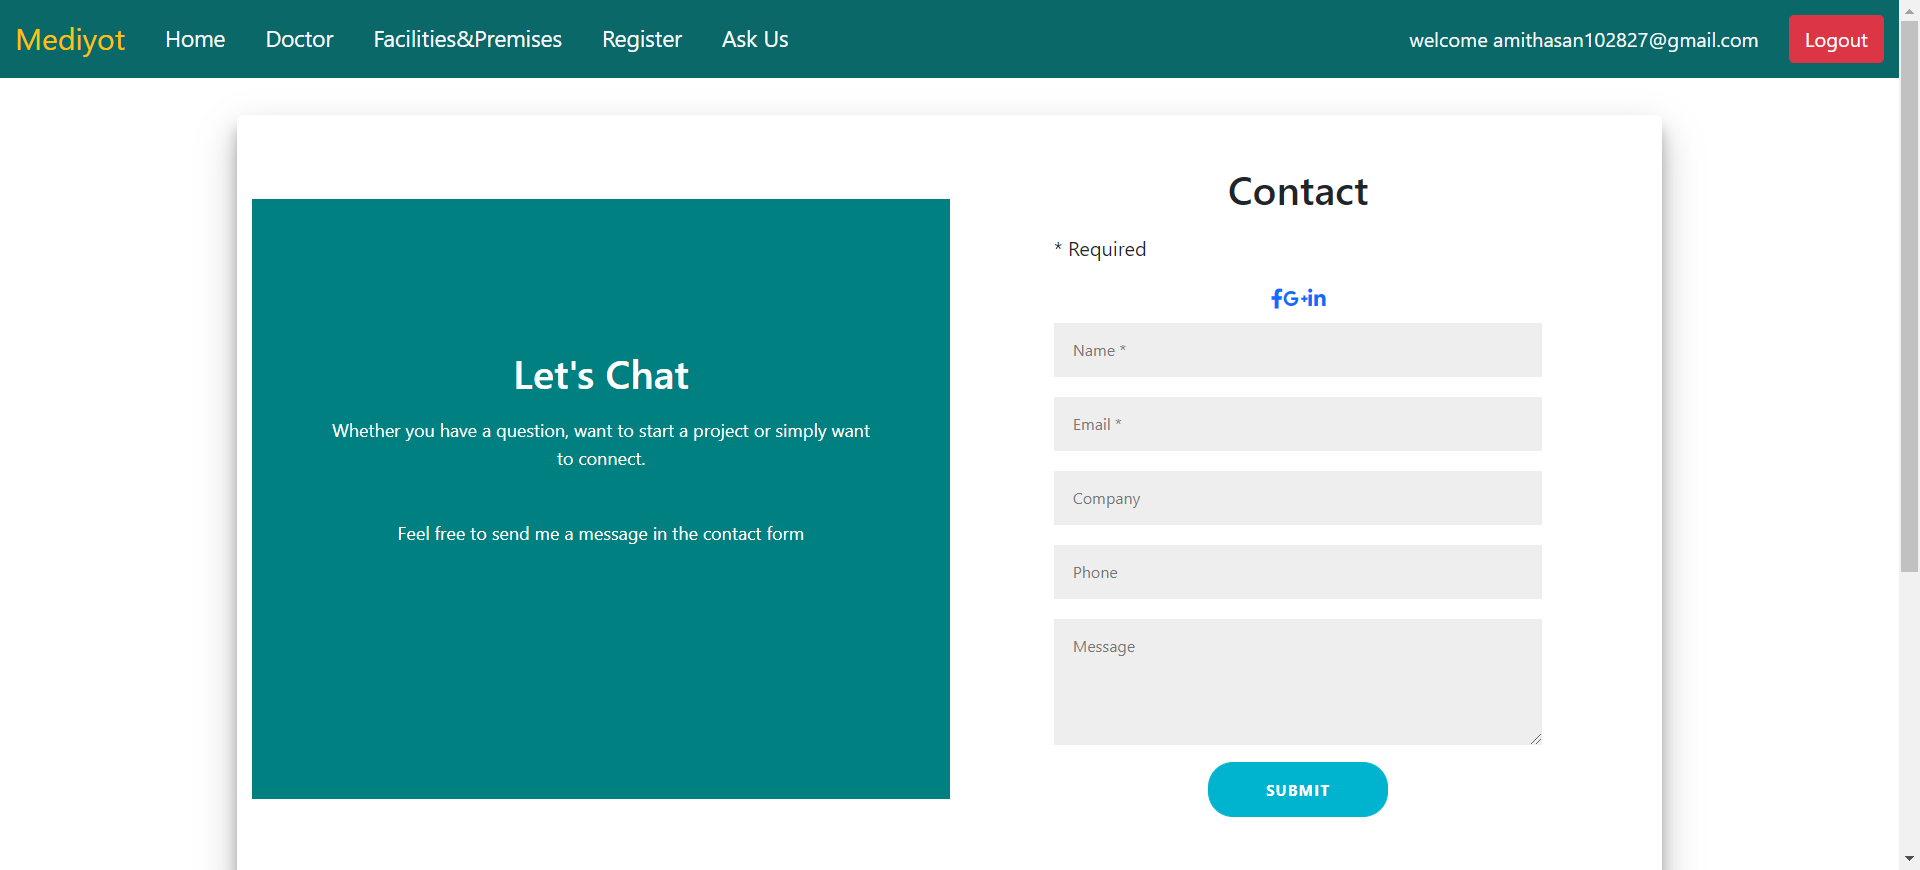 Mediyot Home Doctor Facilities&Premises Register Ask Us welcome amithasan102827@gmail.com Logout
Let's Chat
Whether you have a question, want to start a project or simply want
to connect.
Feel free to send me a message in the contact form
Contact
* Required
Name *
Email *
Company
Phone
Message
SUBMIT